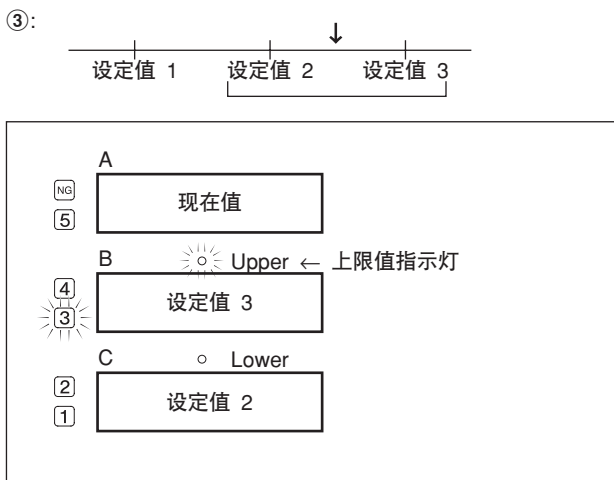 ③:
↓
设定值 1 设定值 2 设定值 3
A
NG
现在值
5
B
Upper ← 上限值指示灯
4
设定值 3
3
C
Lower
2
设定值 2
1